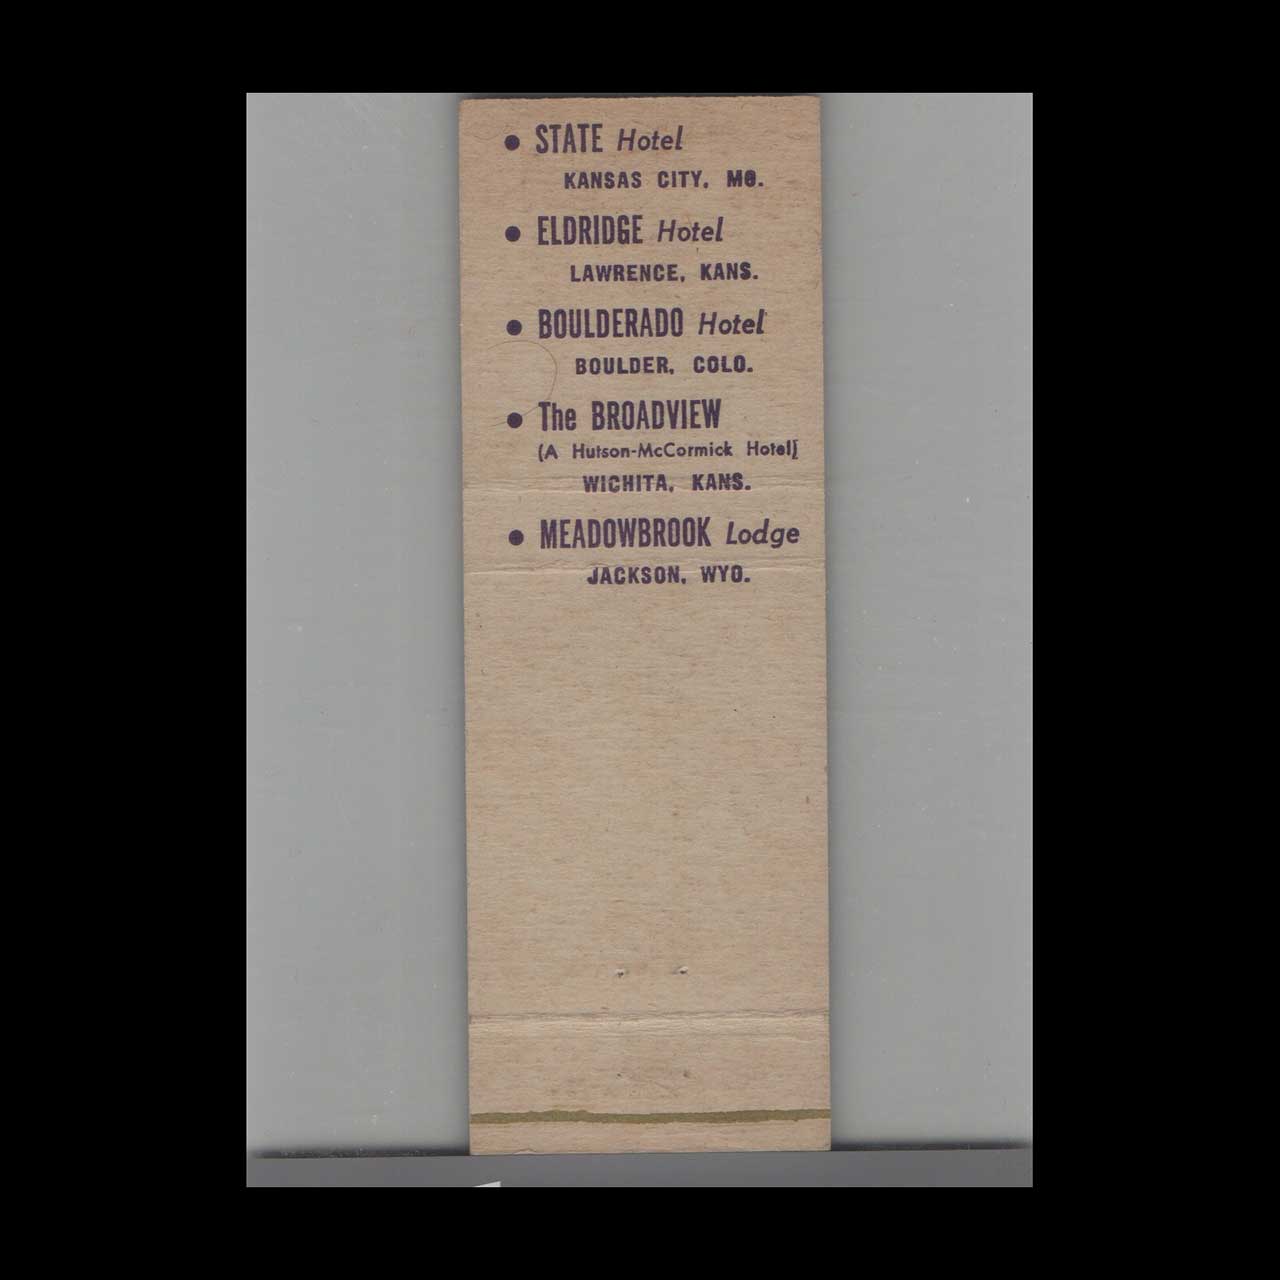 • STATE Hotel
KANSAS CITY, MO.
• ELDRIDGE Hotel
LAWRENCE, KANS.
• BOULDERADO Hotel
BOULDER, COLO.
• The BROADVIEW
(A Hutson-McCormick Hotel)
WICHITA, KANS.
• MEADOWBROOK Lodge
JACKSON, WYO.